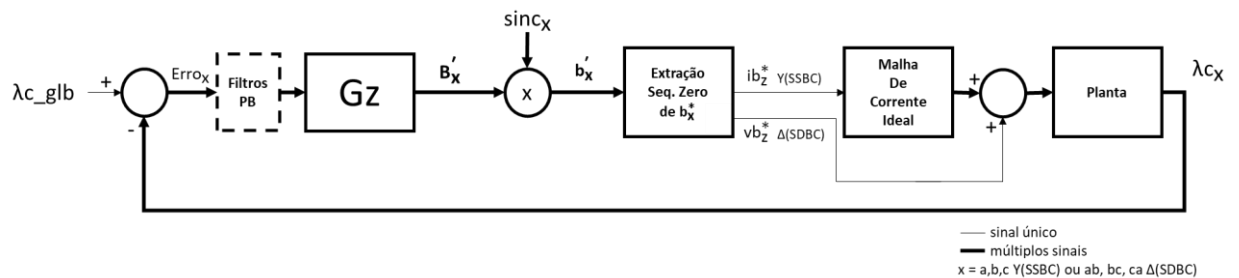 λc_glb
+
-
Erro_x
Filtros
PB
Gz
B'_x
sinc_x
x
b'_x
Extração
Seq. Zero
de b*_x
ib*_z Y(SSBC)
vb*_z Δ(SDBC)
Malha
De
Corrente
Ideal
+
+
Planta
λc_x
sinal único
múltiplos sinais
x = a,b,c Y(SSBC) ou ab, bc, ca Δ(SDBC)